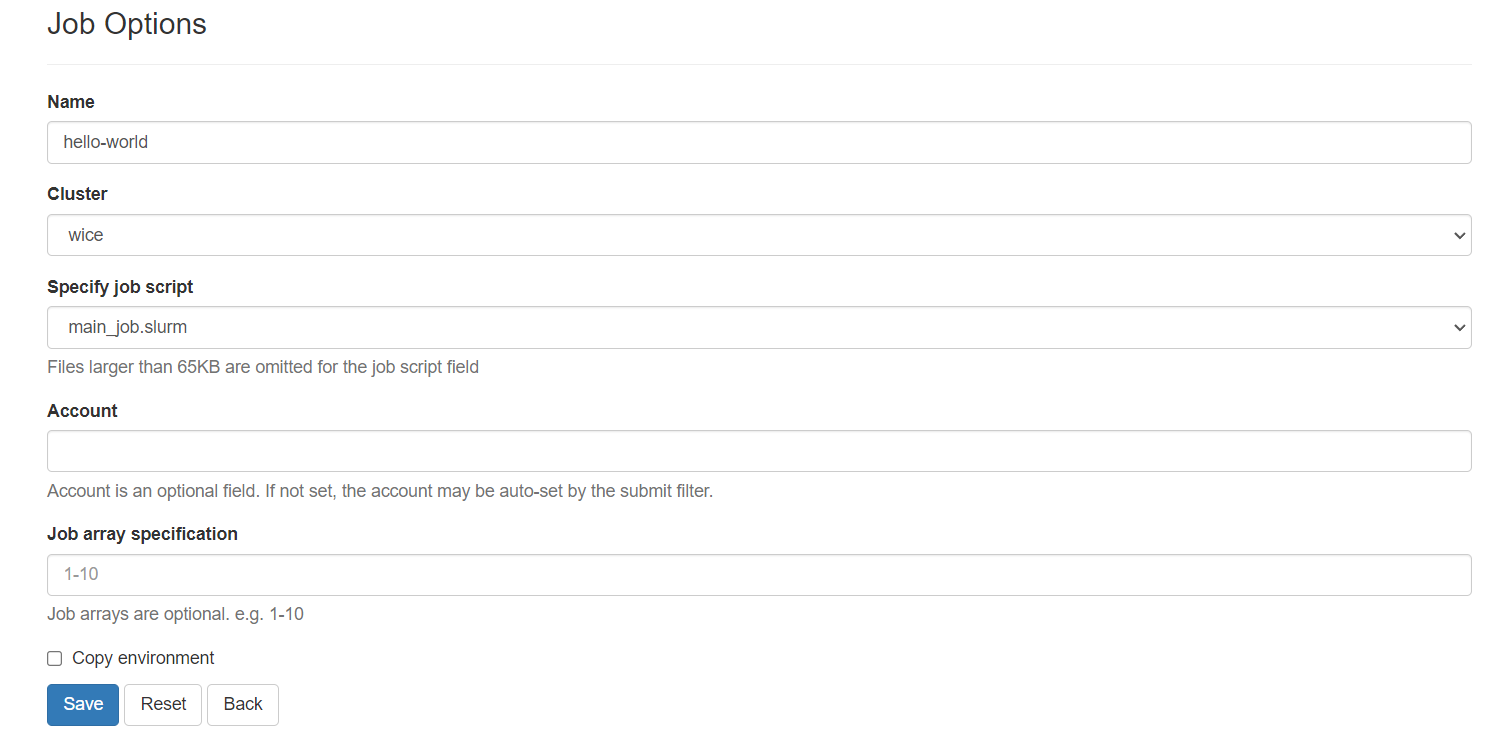 Job Options
Name
hello-world
Cluster
wice
Specify job script
main_job.slurm
Files larger than 65KB are omitted for the job script field
Account
Account is an optional field. If not set, the account may be auto-set by the submit filter.
Job array specification
1-10
Job arrays are optional. e.g. 1-10
Copy environment
Save Reset Back